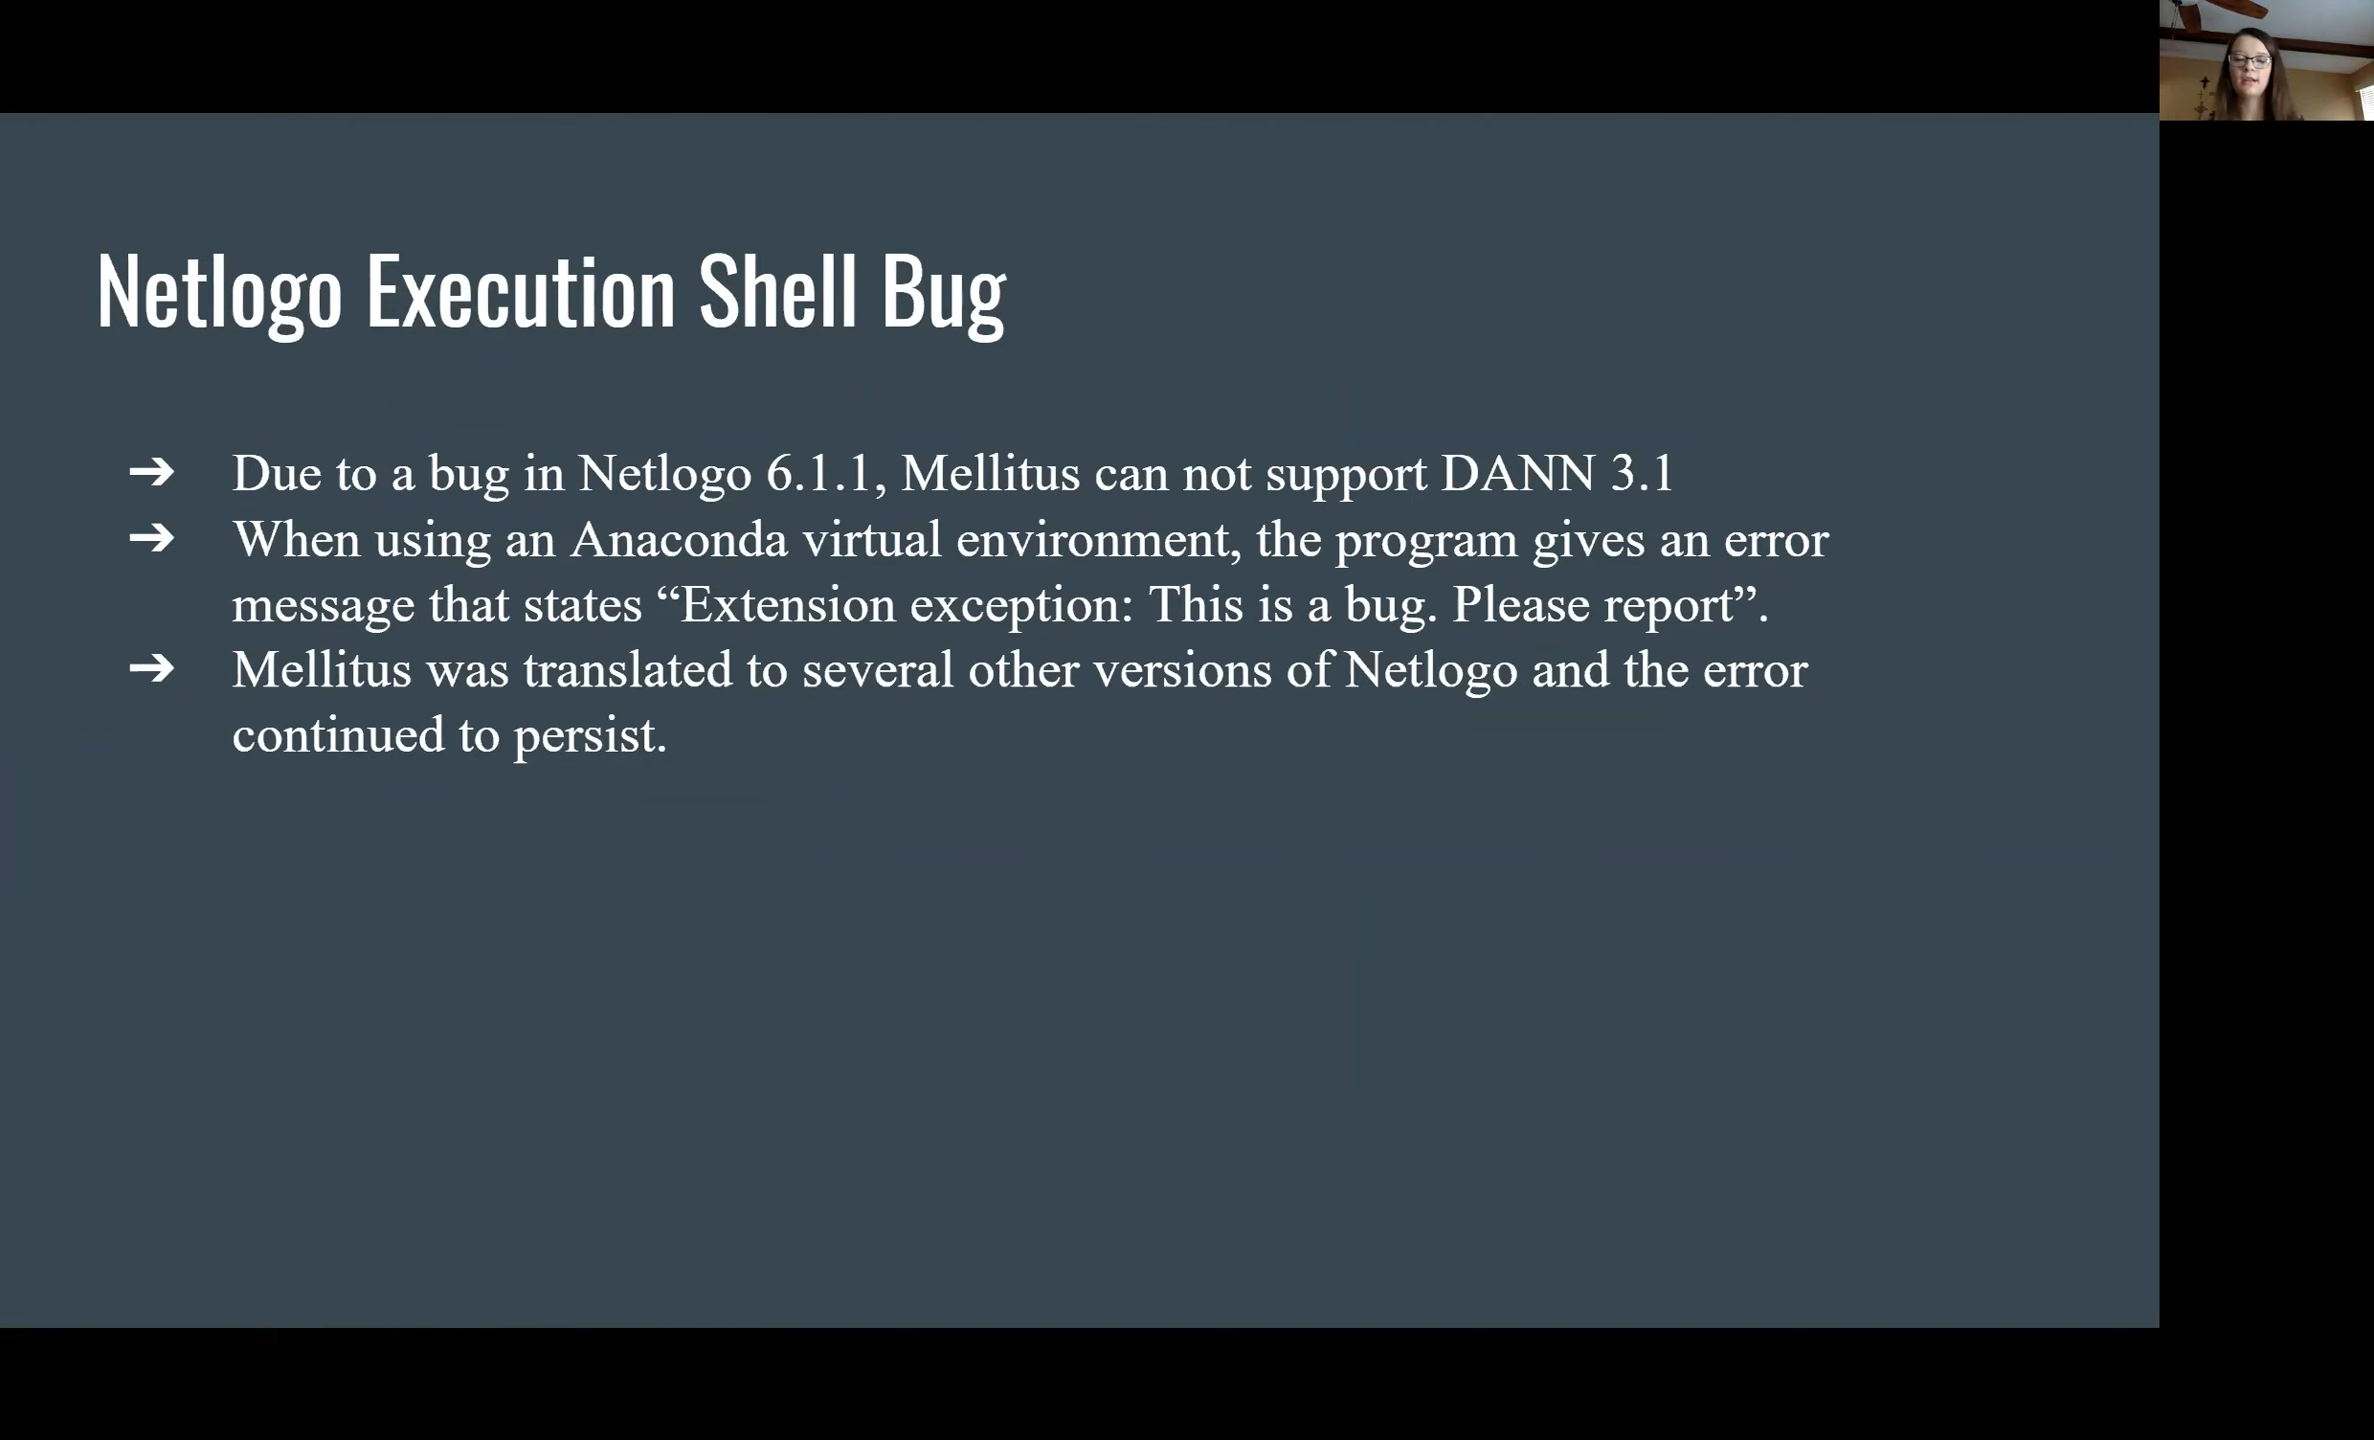 Netlogo Execution Shell Bug
➔ Due to a bug in Netlogo 6.1.1, Mellitus can not support DANN 3.1
➔ When using an Anaconda virtual environment, the program gives an error
message that states “Extension exception: This is a bug. Please report”.
➔ Mellitus was translated to several other versions of Netlogo and the error
continued to persist.